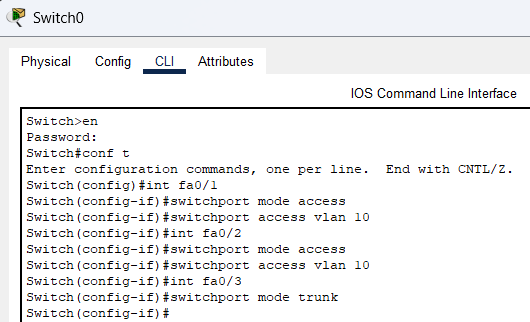 Switch0
Physical Config CLI Attributes
IOS Command Line Interface
Switch>en
Password:
Switch#conf t
Enter configuration commands, one per line.  End with CNTL/Z.
Switch(config)#int fa0/1
Switch(config-if)#switchport mode access
Switch(config-if)#switchport access vlan 10
Switch(config-if)#int fa0/2
Switch(config-if)#switchport mode access
Switch(config-if)#switchport access vlan 10
Switch(config-if)#int fa0/3
Switch(config-if)#switchport mode trunk
Switch(config-if)#